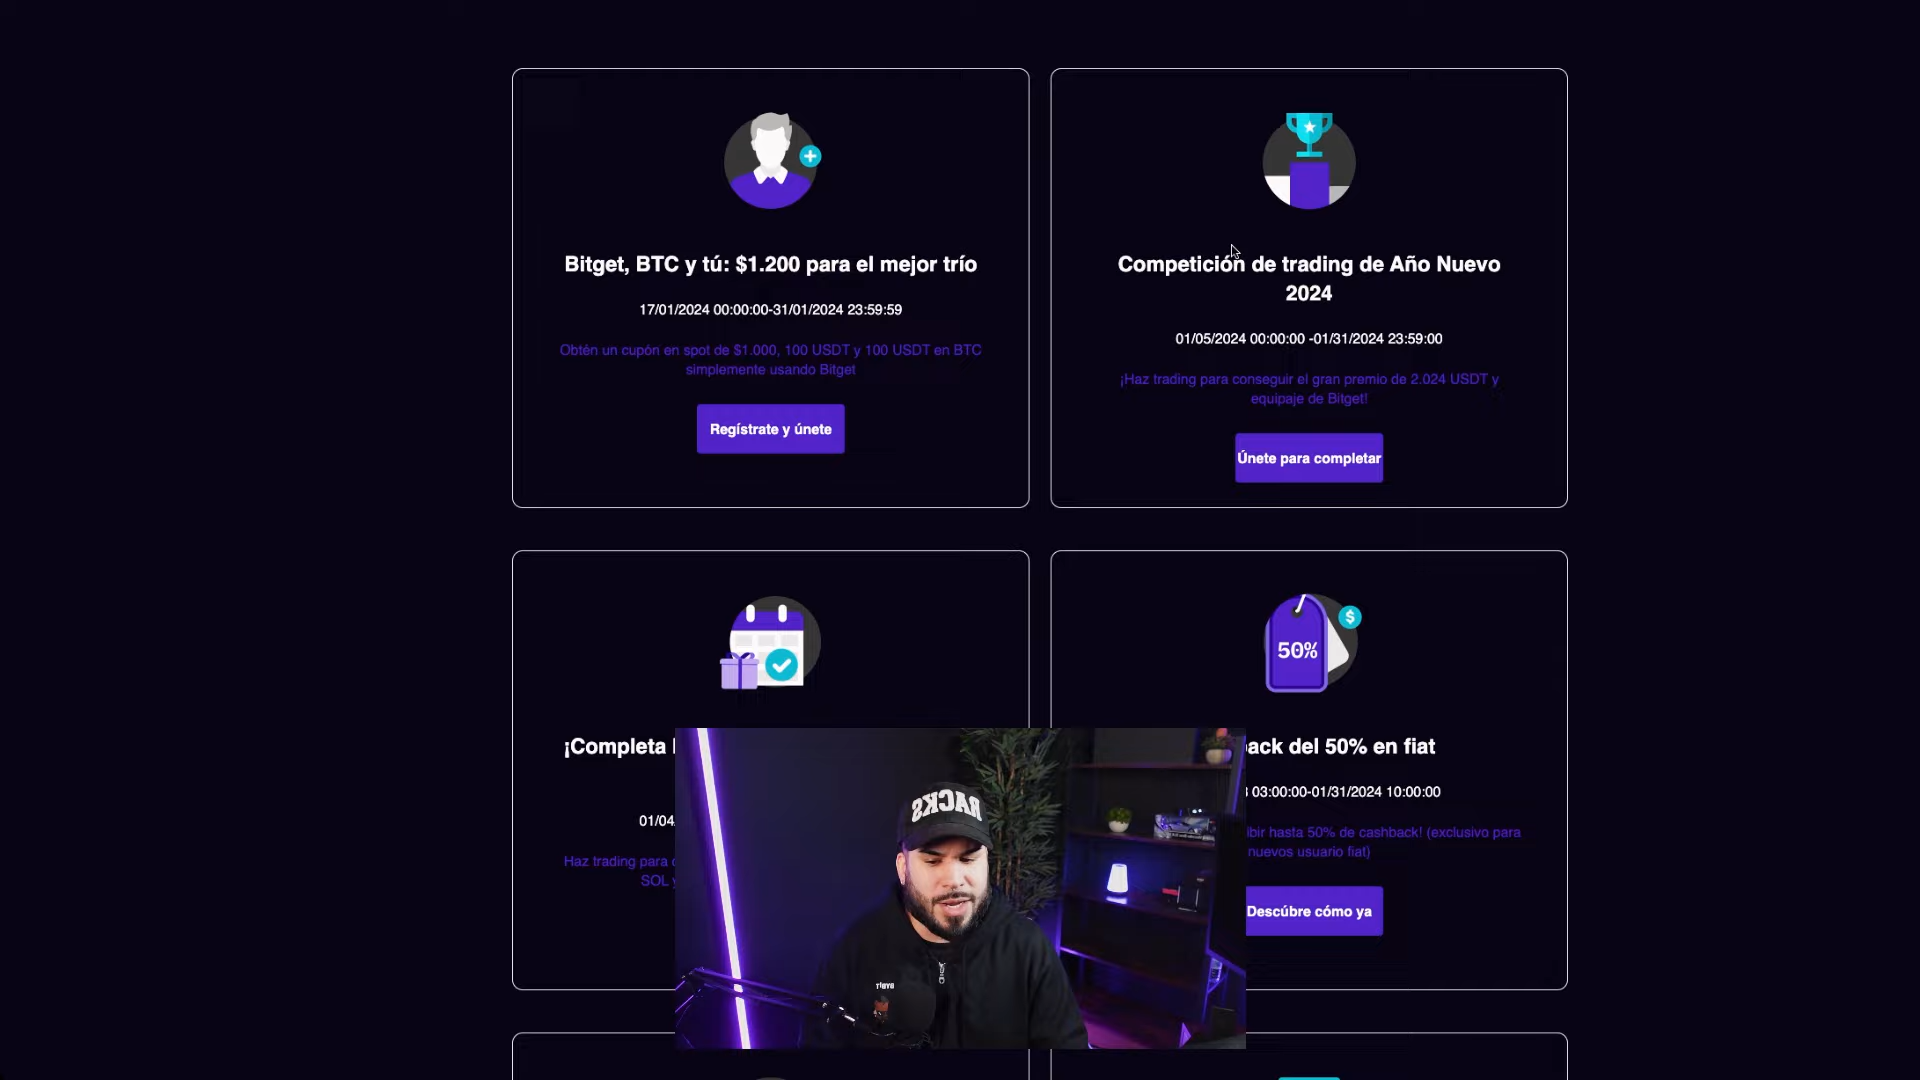 Bitget, BTC y tú: $1.200 para el mejor trío
17/01/2024 00:00:00-31/01/2024 23:59:59
Obtén un cupón en spot de $1.000, 100 USDT y 100 USDT en BTC
simplemente usando Bitget
Regístrate y únete
Competición de trading de Año Nuevo
2024
01/05/2024 00:00:00 -01/31/2024 23:59:00
¡Haz trading para conseguir el gran premio de 2.024 USDT y
equipaje de Bitget!
Únete para completar
¡Completa
01/04
Haz trading para
SOL y
50%
$
ack del 50% en fiat
03:00:00-01/31/2024 10:00:00
ibir hasta 50% de cashback! (exclusivo para
nuevos usuario fiat)
Descúbre cómo ya
RACKS